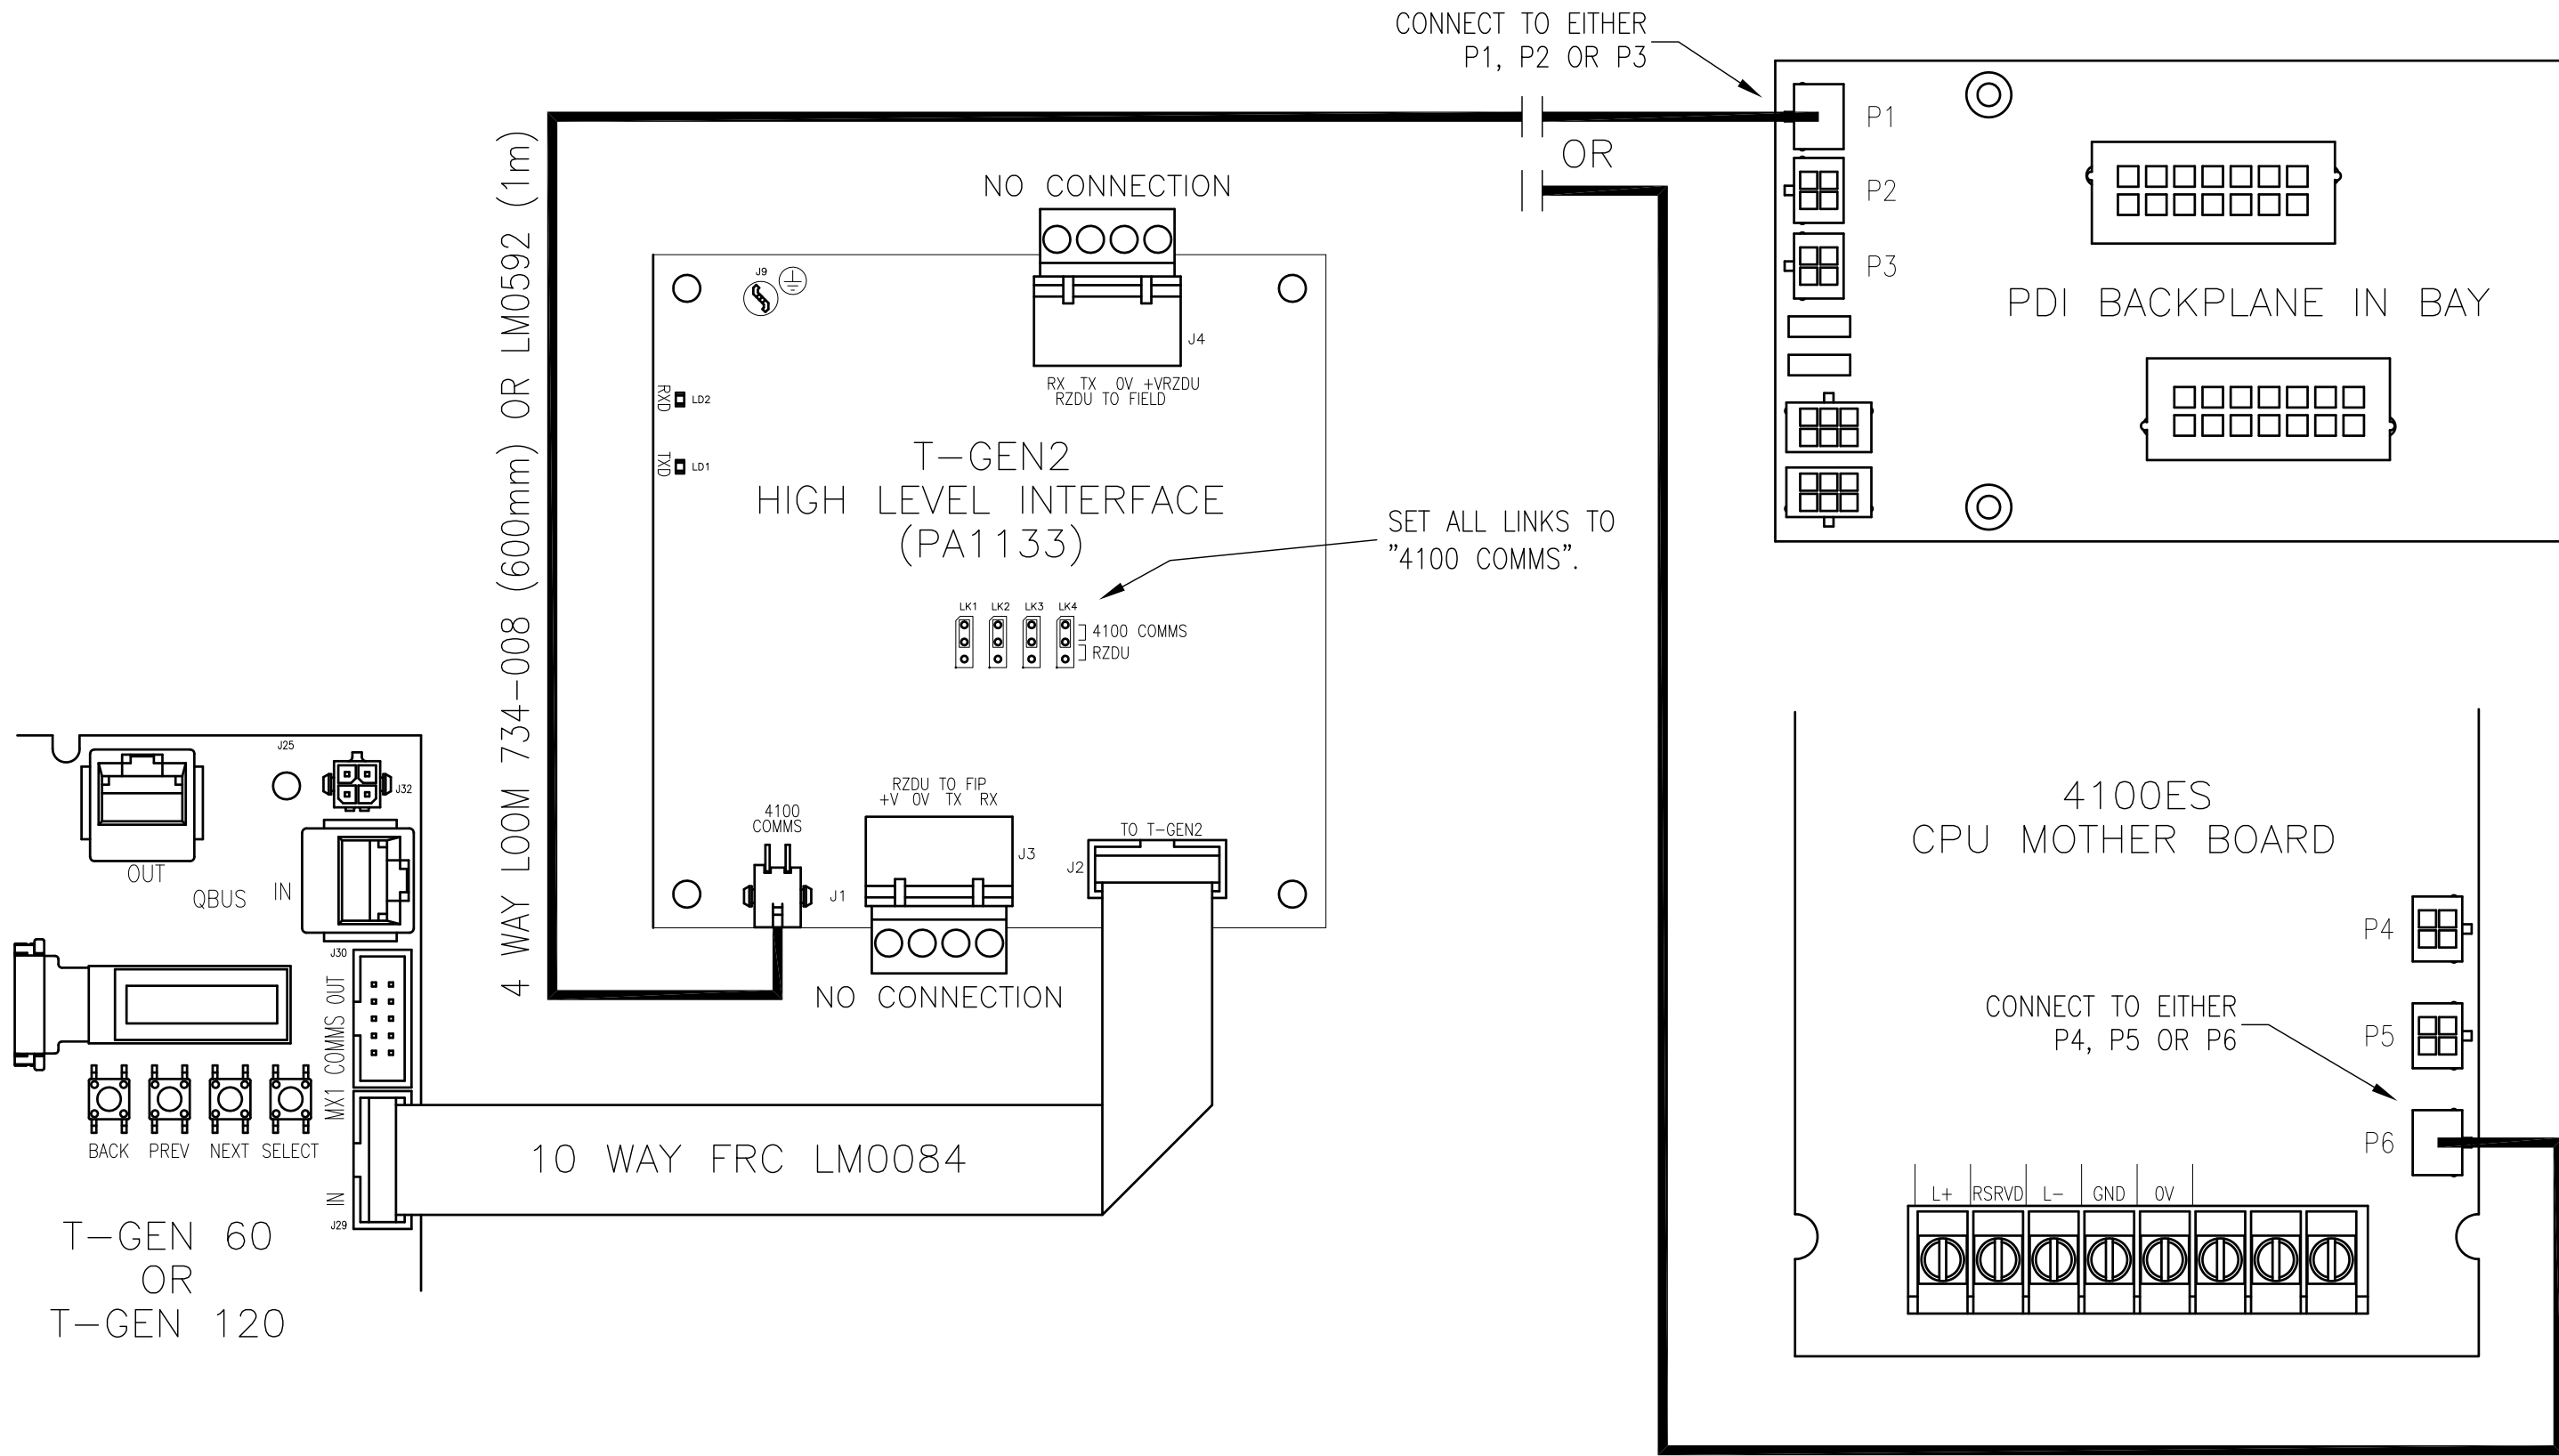 CONNECT TO EITHER
P1, P2 OR P3
OR
P1
P2
P3
PDI BACKPLANE IN BAY
4 WAY LOOM 734-008 (600mm) OR LM0592 (1m)
NO CONNECTION
J9
J4
RX TX 0V +VRZDU
RZDU TO FIELD
RXD
LD2
TXD
LD1
T-GEN2
HIGH LEVEL INTERFACE
(PA1133)
SET ALL LINKS TO
"4100 COMMS".
LK1 LK2 LK3 LK4
4100 COMMS
RZDU
RZDU TO FIP
+V 0V TX RX
4100
COMMS
J1
J3
TO T-GEN2
J2
NO CONNECTION
J25
J32
OUT
QBUS
IN
J30
MX1 COMMS OUT
IN
J29
BACK PREV NEXT SELECT
10 WAY FRC LM0084
T-GEN 60
OR
T-GEN 120
4100ES
CPU MOTHER BOARD
P4
CONNECT TO EITHER
P4, P5 OR P6
P5
P6
L+ RSRVD L- GND 0V